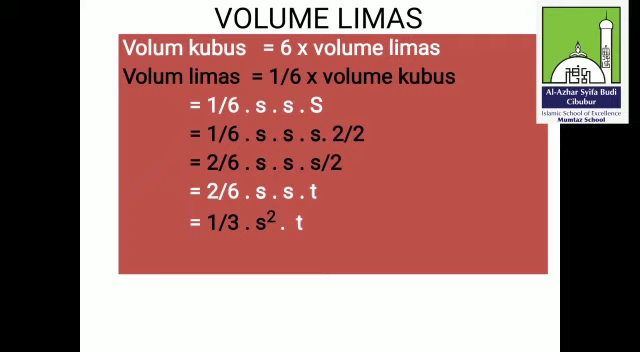 VOLUME LIMAS
Volum kubus = 6 x volume limas
Volum limas = 1/6 x volume kubus
= 1/6 . s . s . S
= 1/6 . s . s . s. 2/2
= 2/6 . s . s . s/2
= 2/6 . s . s . t
= 1/3 . s² . t
Al-Azhar Syifa Budi
Cibubur
Islamic School of Excellence
Mumtaz School